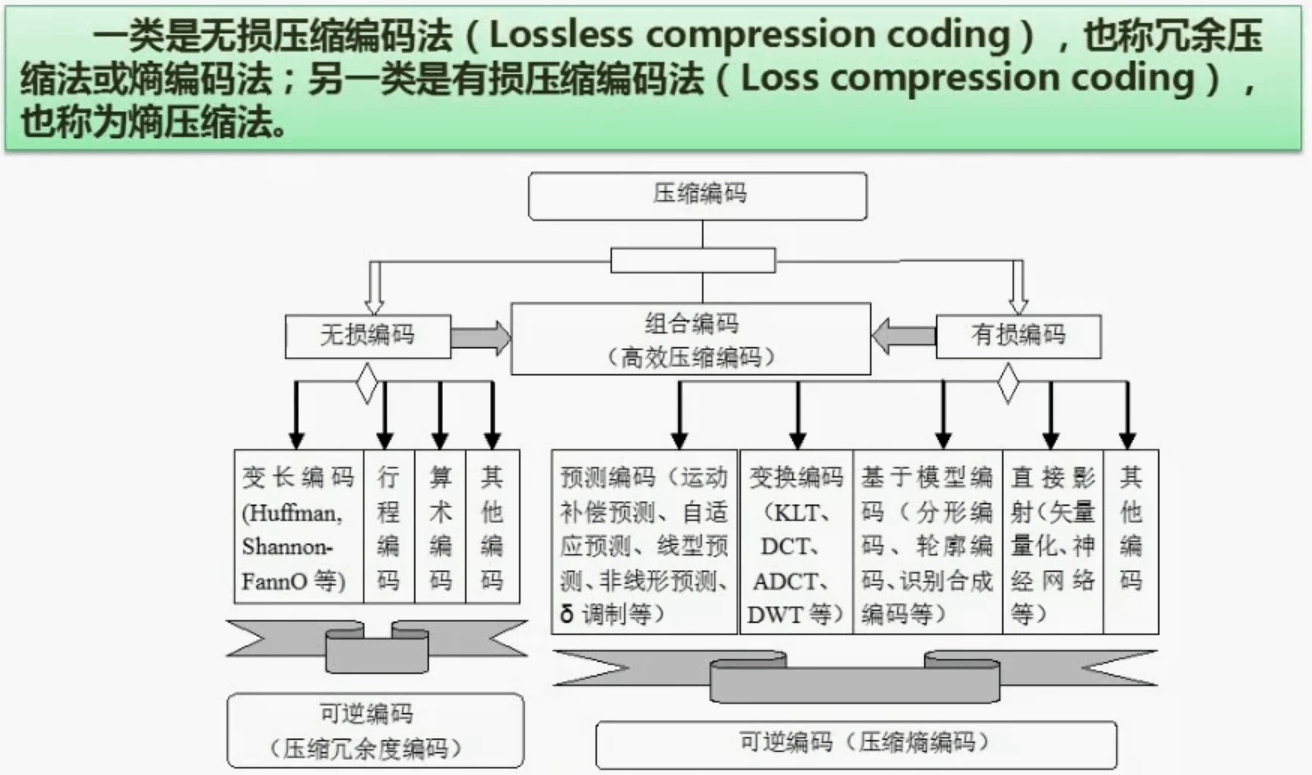 一类是无损压缩编码法（Lossless compression coding），也称冗余压
缩法或熵编码法；另一类是有损压缩编码法（Loss compression coding），
也称为熵压缩法。
压缩编码
无损编码
组合编码
（高效压缩编码）
有损编码
变长编码
(Huffman,
Shannon-
FannO 等)
行
程
编
码
算
术
编
码
其
他
编
码
预测编码（运动
补偿预测、自适
应预测、线型预
测、非线形预测、
δ 调制等）
变换编码
（KLT、
DCT、
ADCT、
DWT 等）
基于模型编
码（分形编
码、轮廓编
码、识别合成
编码等）
直接影
射（矢量
量化、神
经网络
等）
其
他
编
码
可逆编码
（压缩冗余度编码）
可逆编码（压缩熵编码）